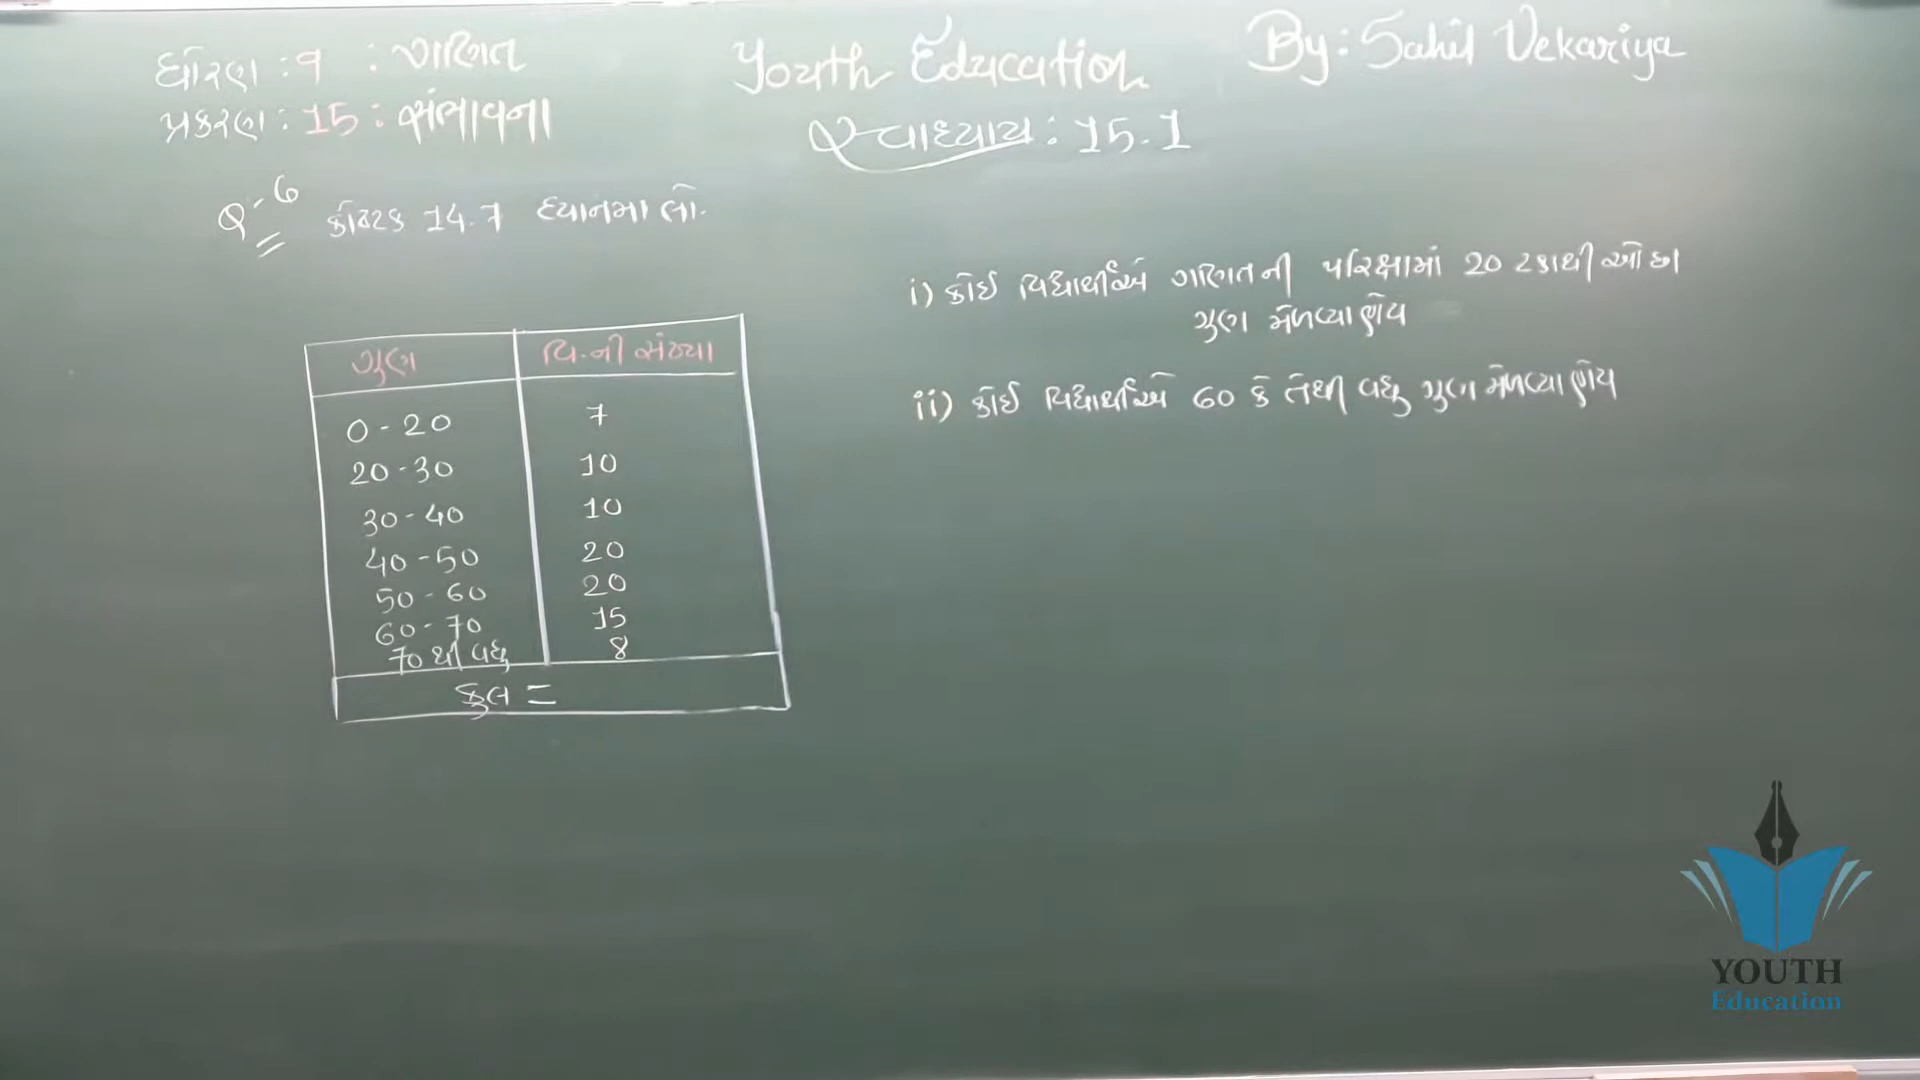 ધોરણ : 9 : ગણિત
Youth Education
By: Sahil Vekariya
પ્રકરણ : 15 : સંભાવના
સ્વાધ્યાય : 15.1
Q-6 કોષ્ટક 14.7 ધ્યાનમાં લો.
i) કોઈ વિદ્યાર્થીએ ગણિતની પરિક્ષામાં 20 ટકાથી ઓછા
ગુણ મેળવ્યા હોય
ii) કોઈ વિદ્યાર્થીએ 60 કે તેથી વધુ ગુણ મેળવ્યા હોય
ગુણ વિ.ની સંખ્યા
0-20 7
20-30 10
30-40 10
40-50 20
50-60 20
60-70 15
70 થી વધુ 8
કુલ =
YOUTH
Education